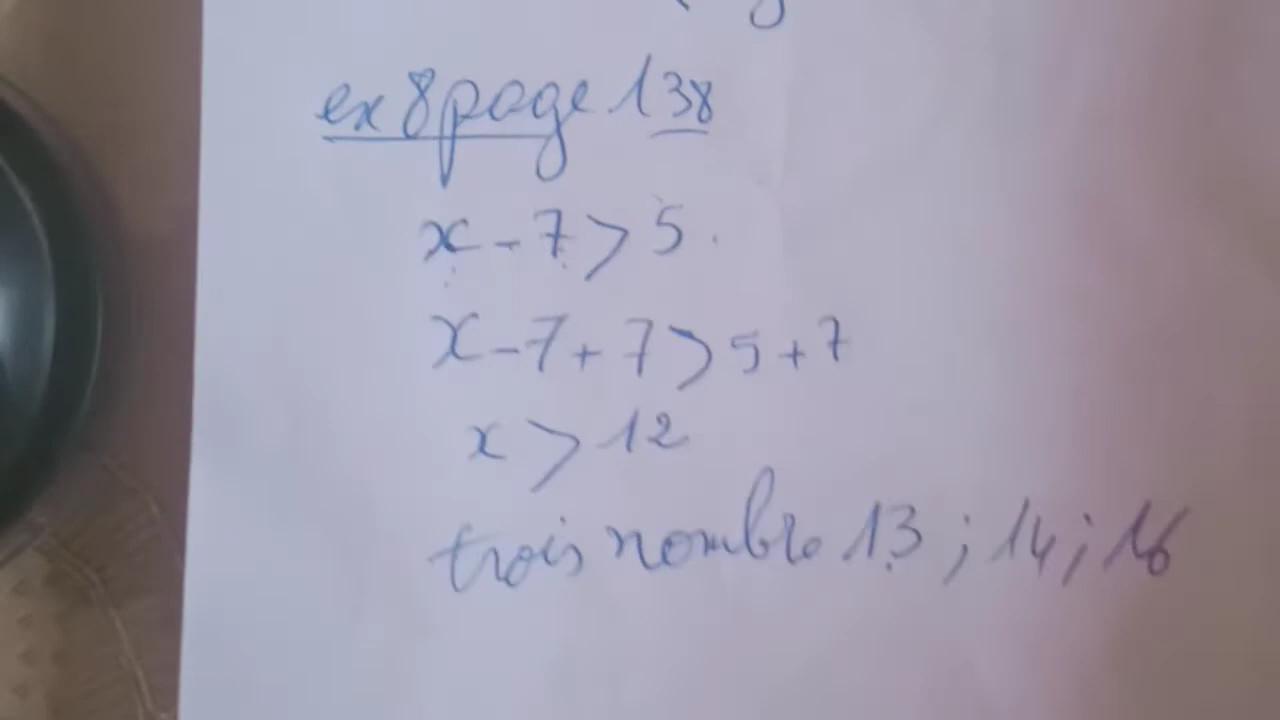 ex 8 page 138
x - 7 > 5
x - 7 + 7 > 5 + 7
x > 12
trois nombre 13 ; 14 ; 16